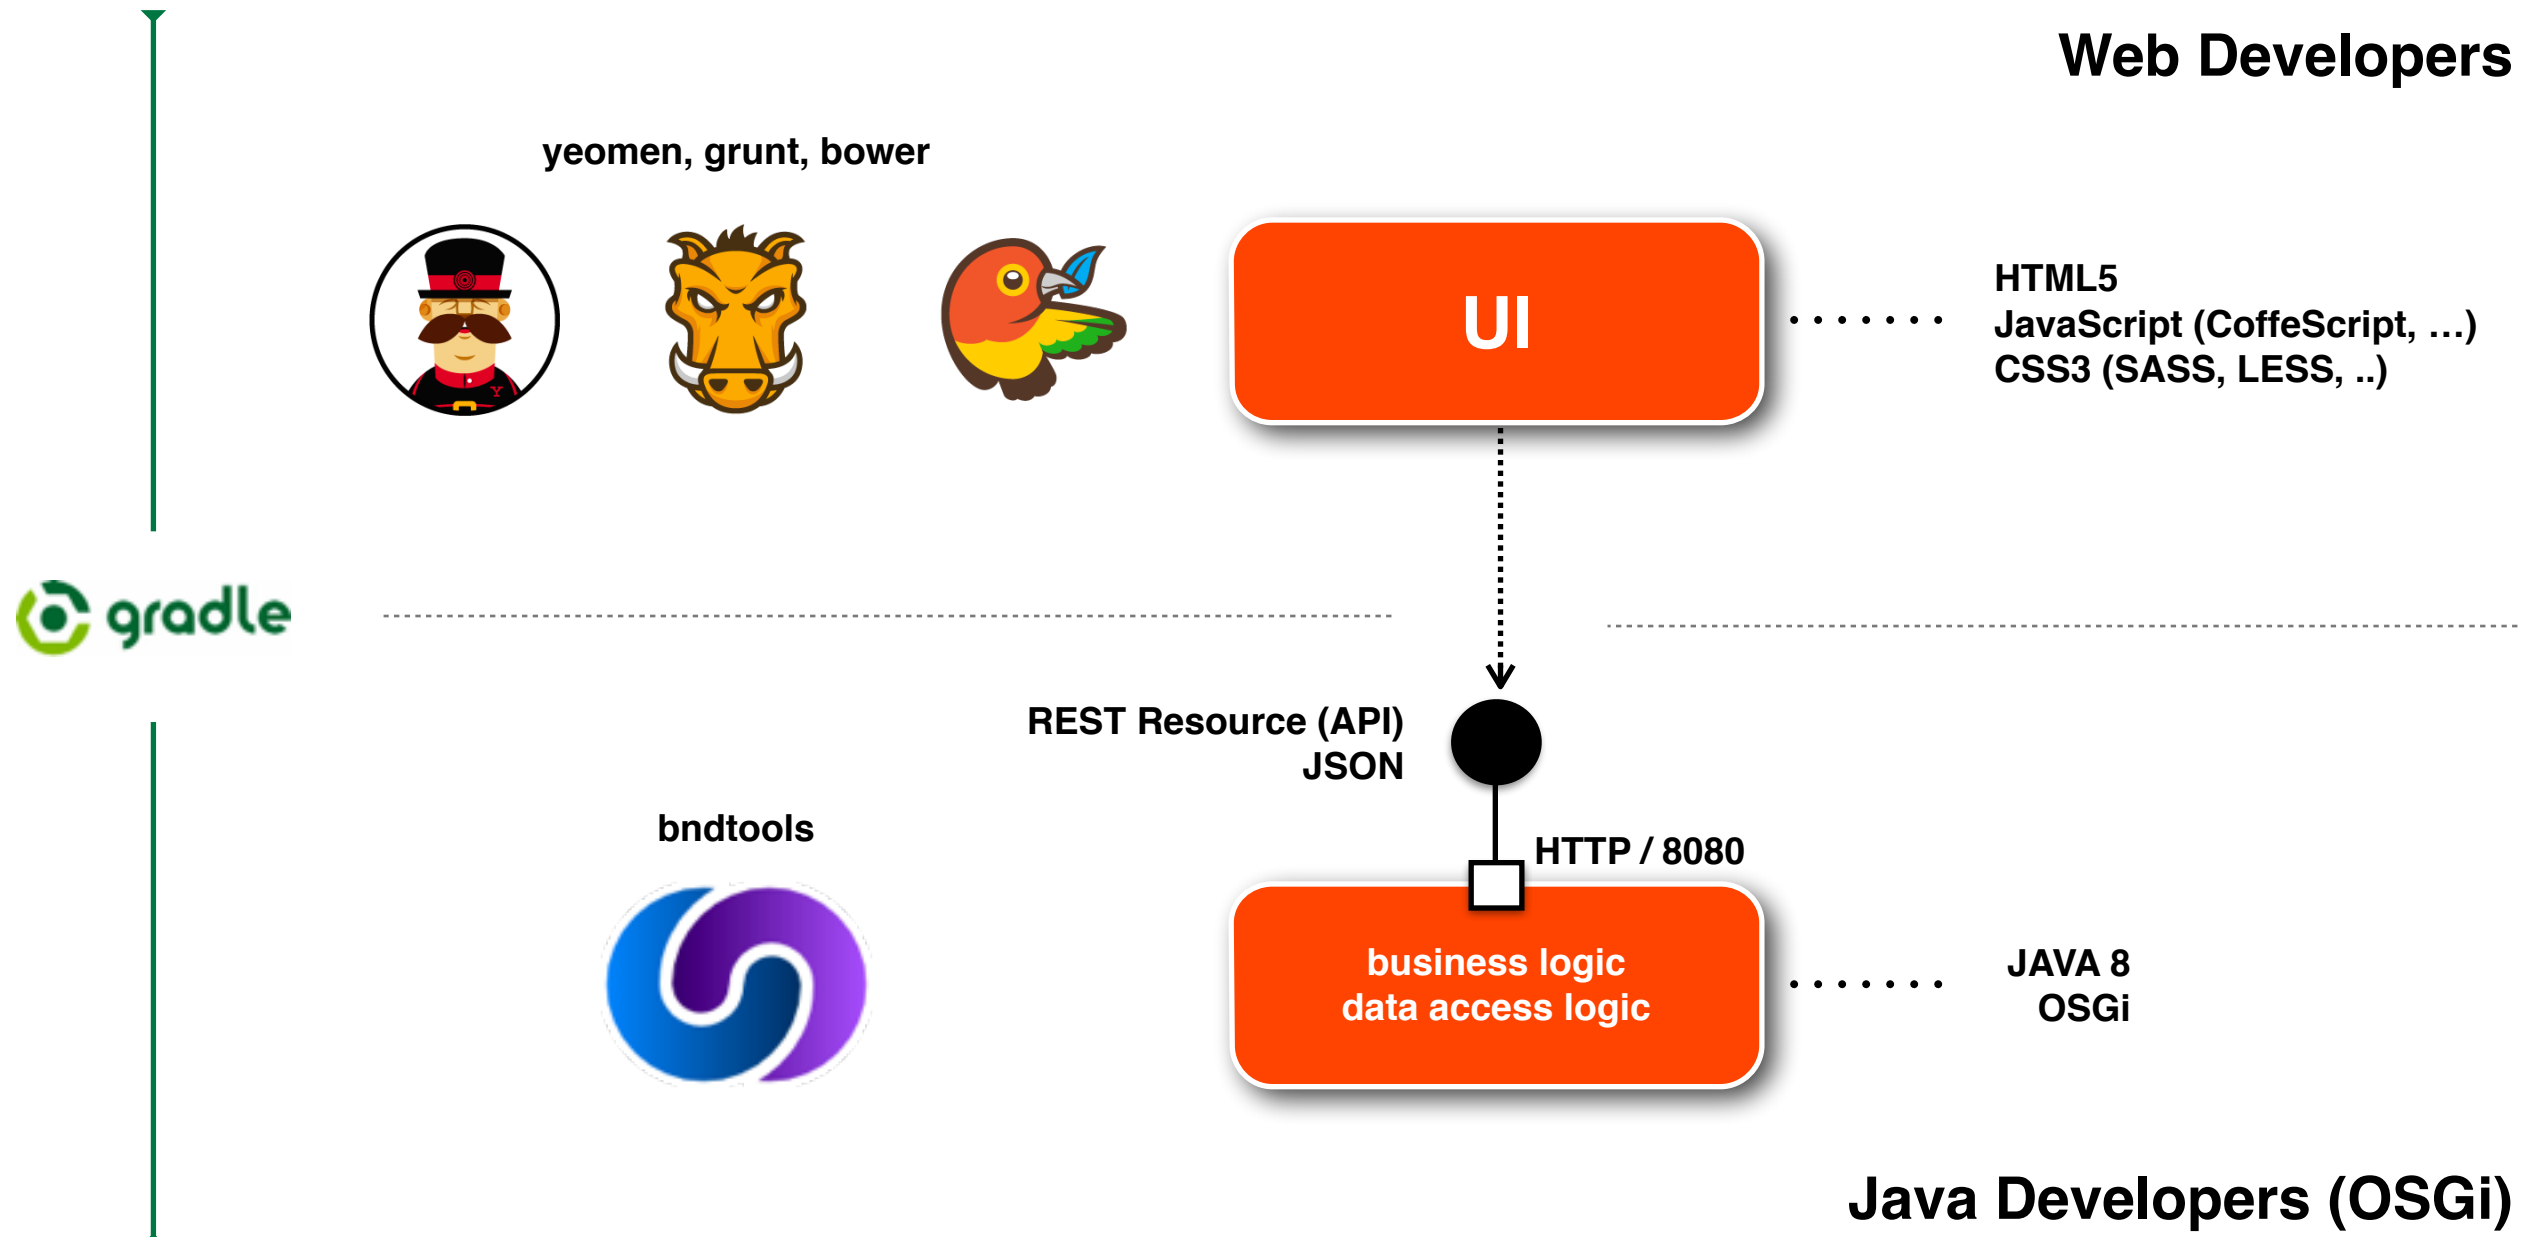 Web Developers
yeomen, grunt, bower
UI
HTML5
JavaScript (CoffeScript, ...)
CSS3 (SASS, LESS, ..)
gradle
REST Resource (API)
JSON
bndtools
HTTP / 8080
business logic
data access logic
JAVA 8
OSGi
Java Developers (OSGi)